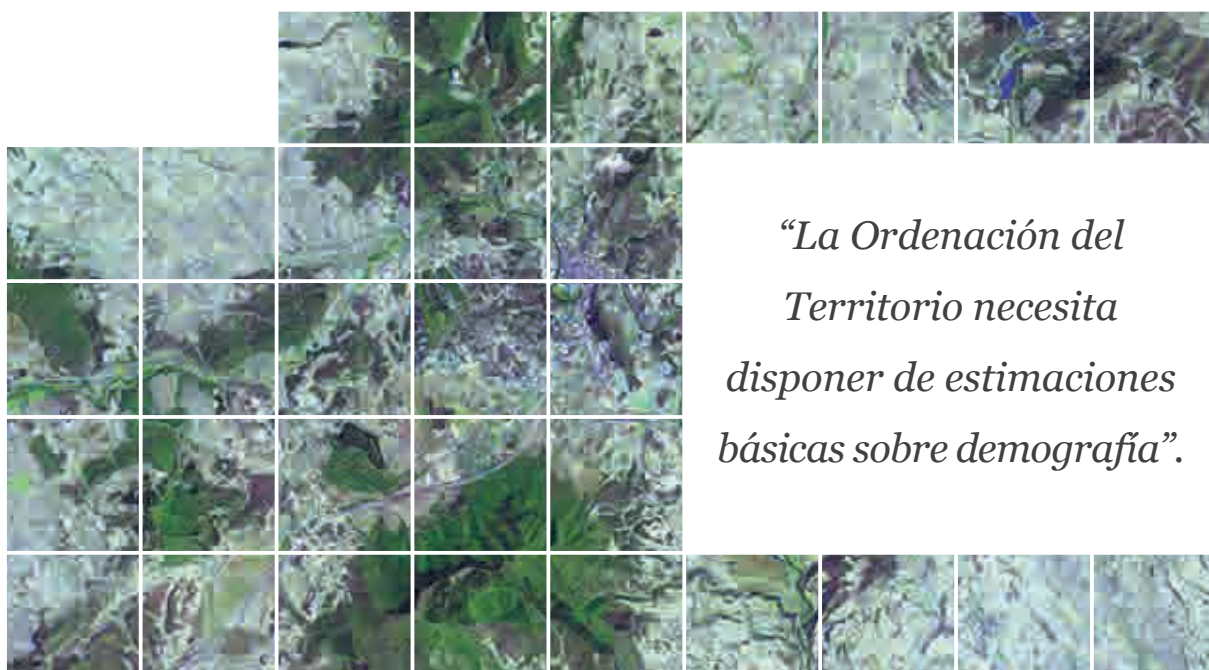 “La Ordenación del
Territorio necesita
disponer de estimaciones
básicas sobre demografía”.